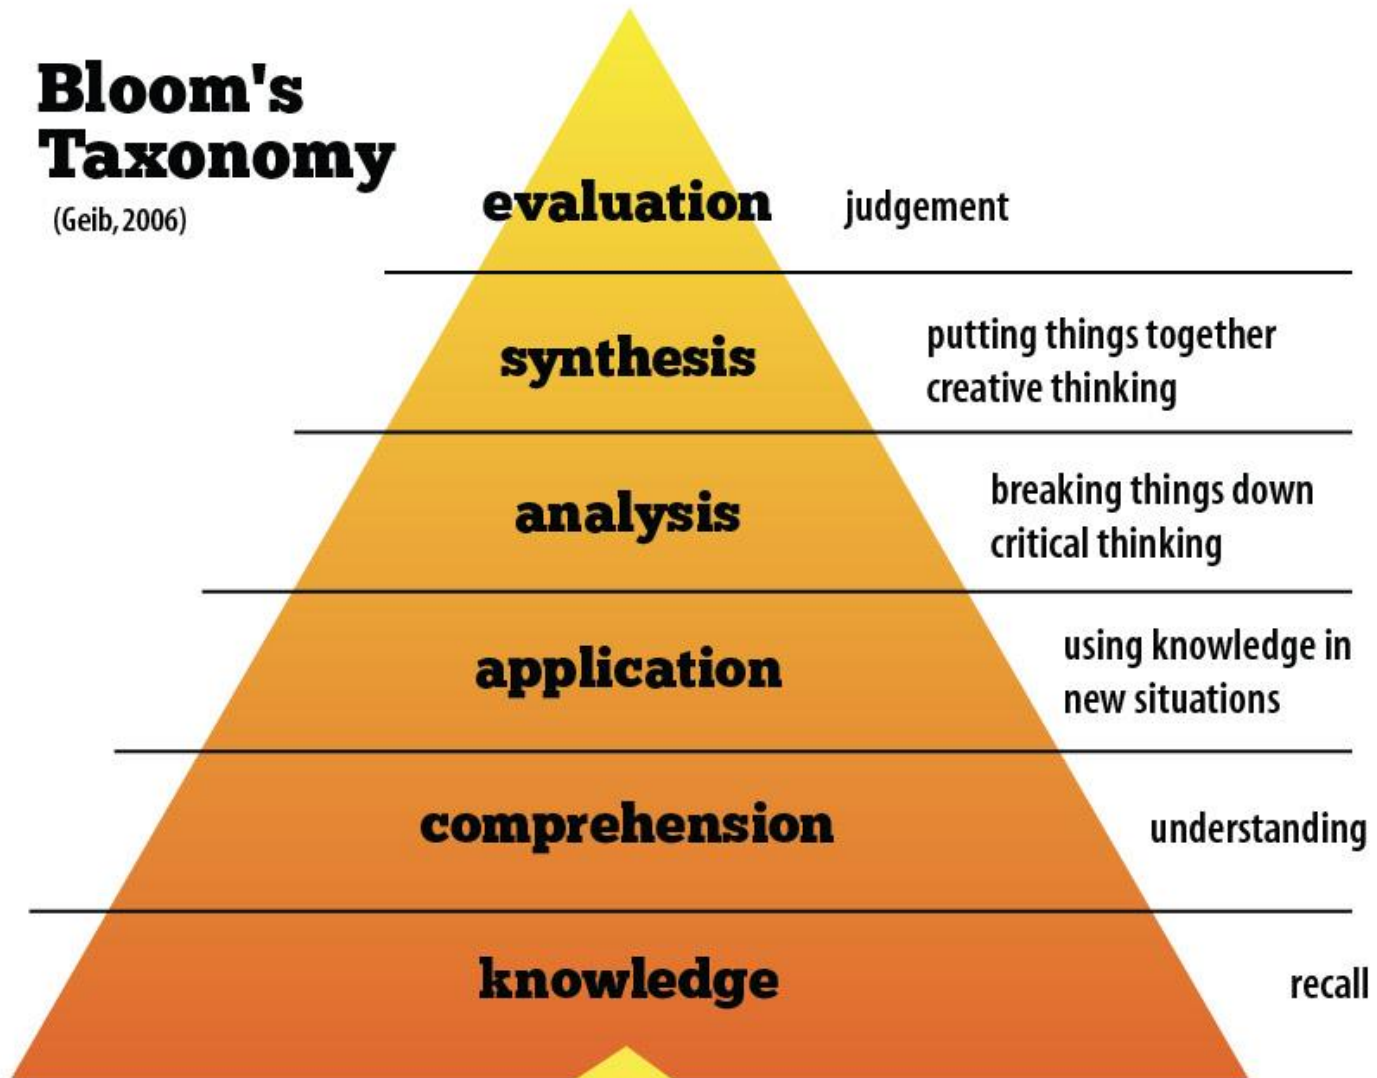 Bloom's
Taxonomy
(Geib, 2006)
evaluation
judgement
synthesis
putting things together
creative thinking
analysis
breaking things down
critical thinking
application
using knowledge in
new situations
comprehension
understanding
knowledge
recall